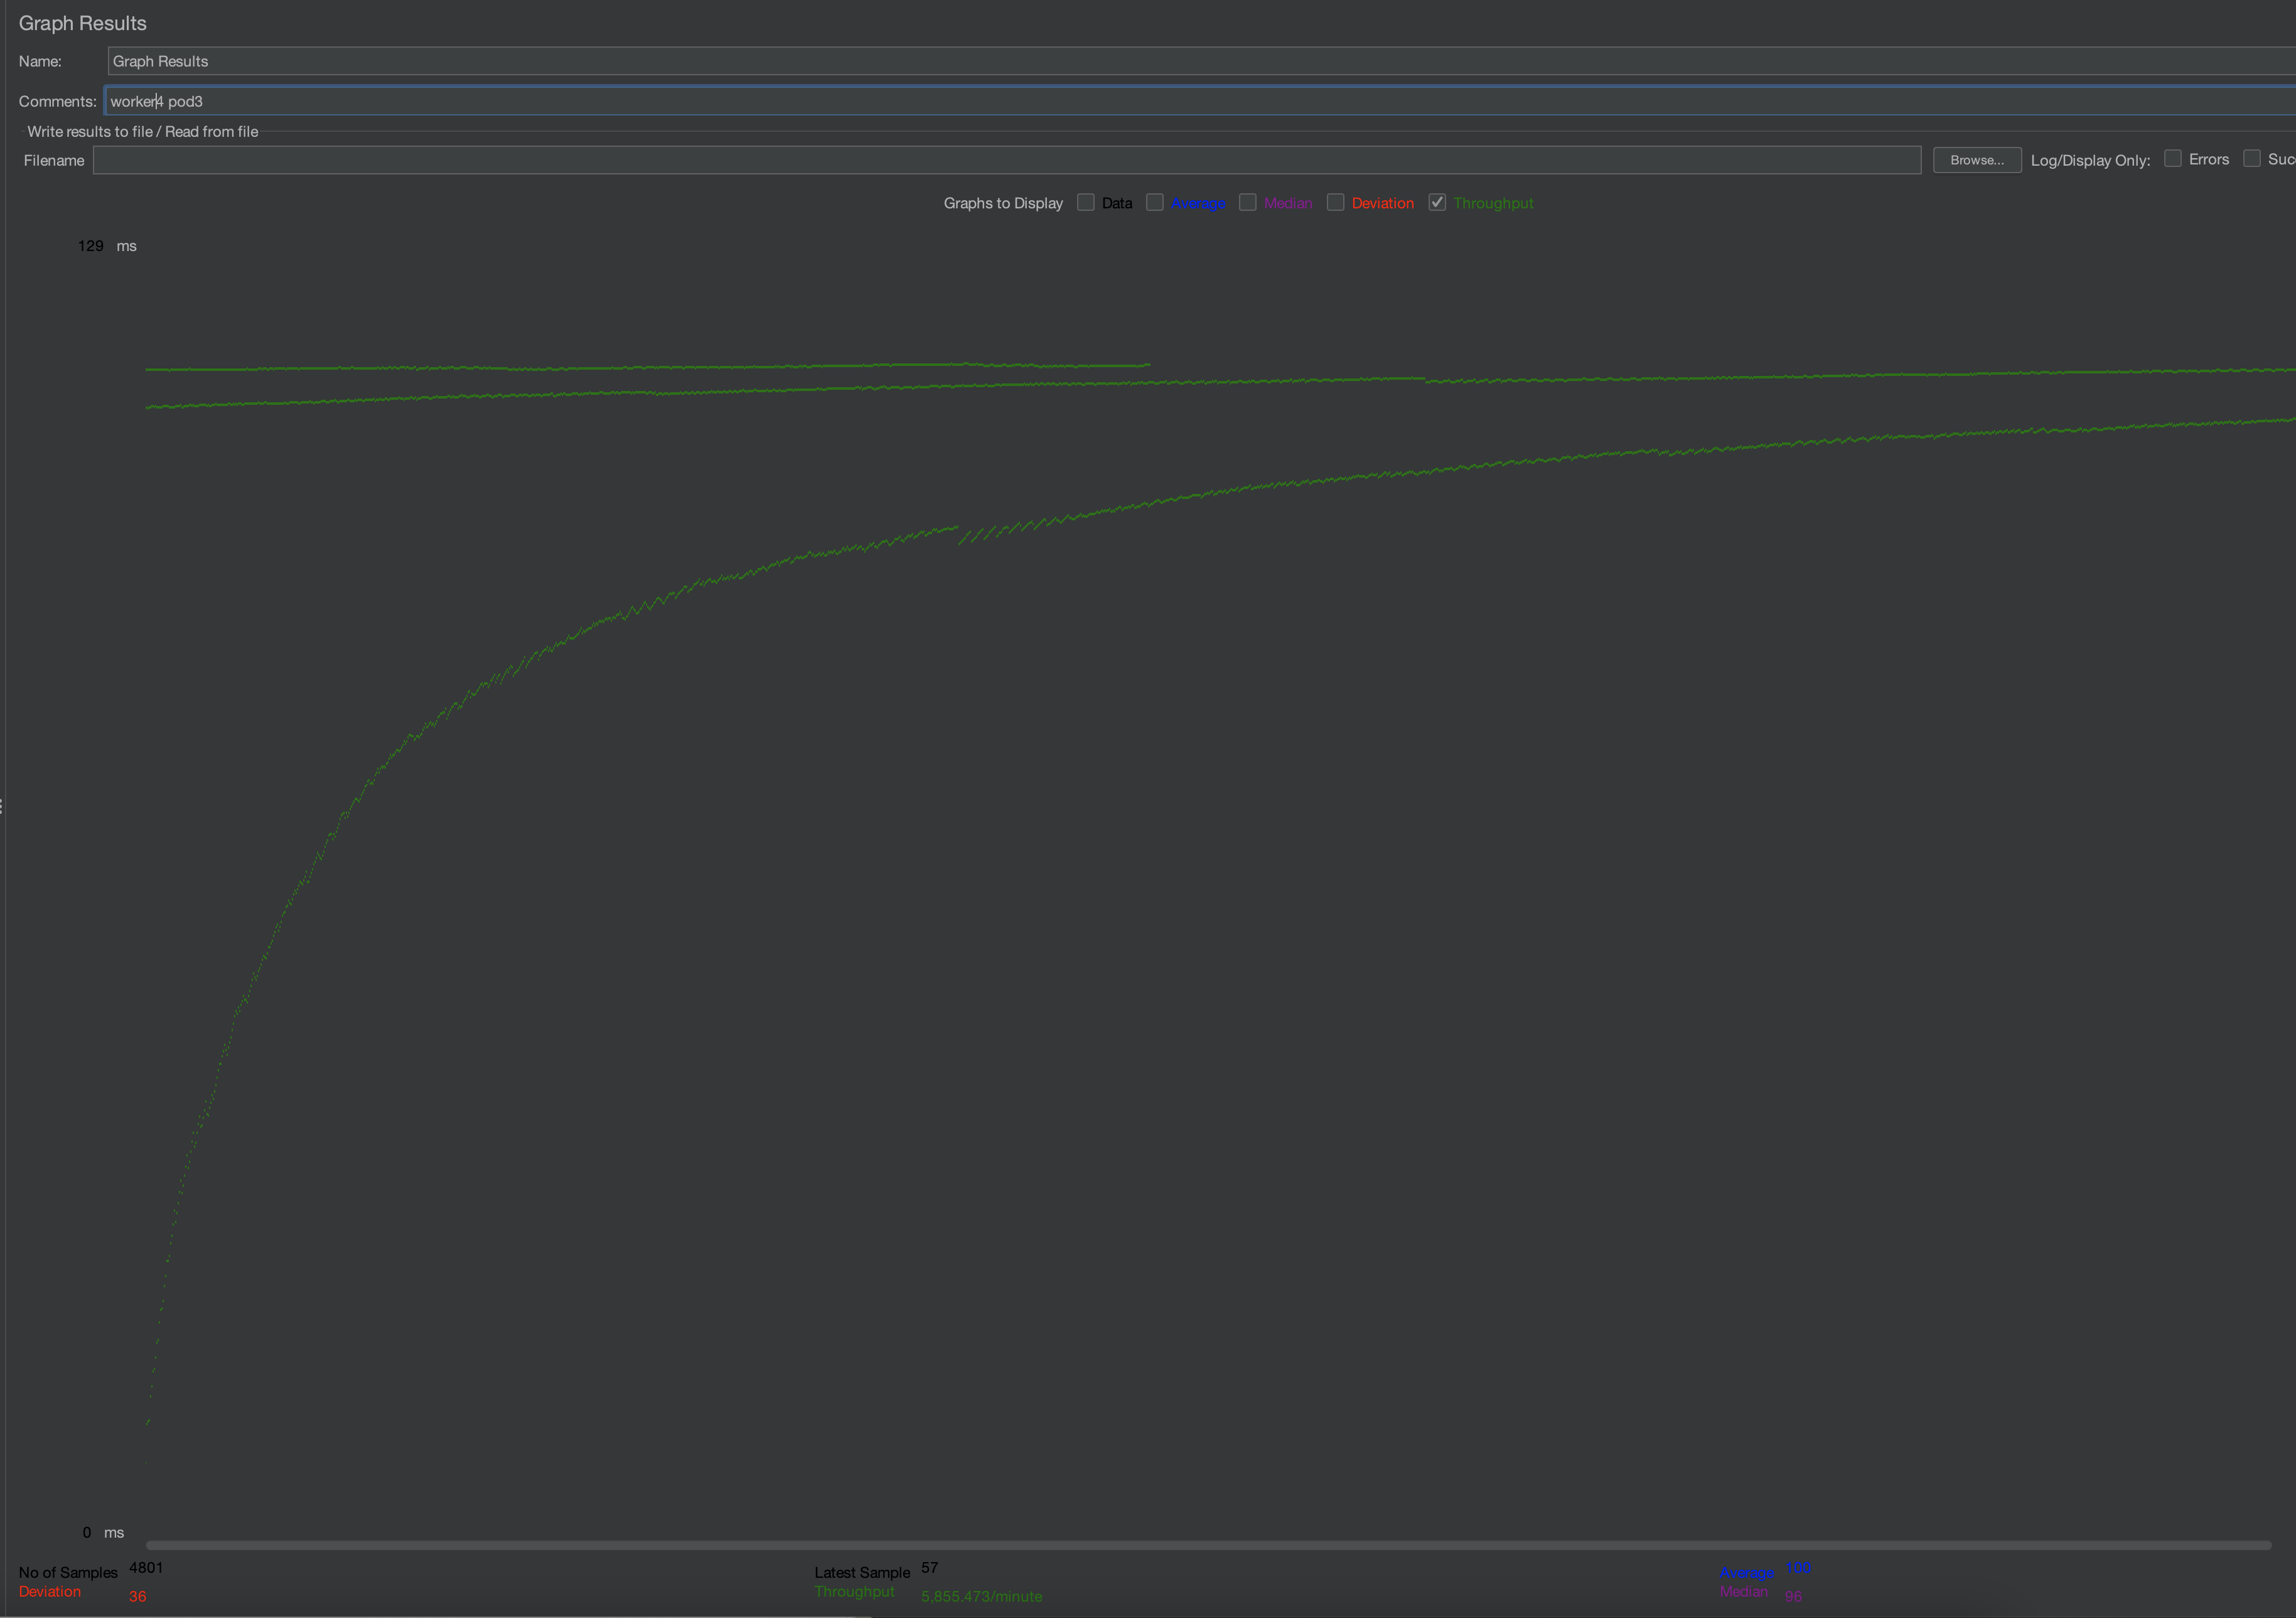 Graph Results
Name: Graph Results
Comments: worker4 pod3
Write results to file / Read from file
Filename Browse... Log/Display Only: Errors Suc
Graphs to Display Data Average Median Deviation Throughput
129 ms
0 ms
No of Samples 4801 Latest Sample 57 Average 100
Deviation 36 Throughput 5,855.473/minute Median 96